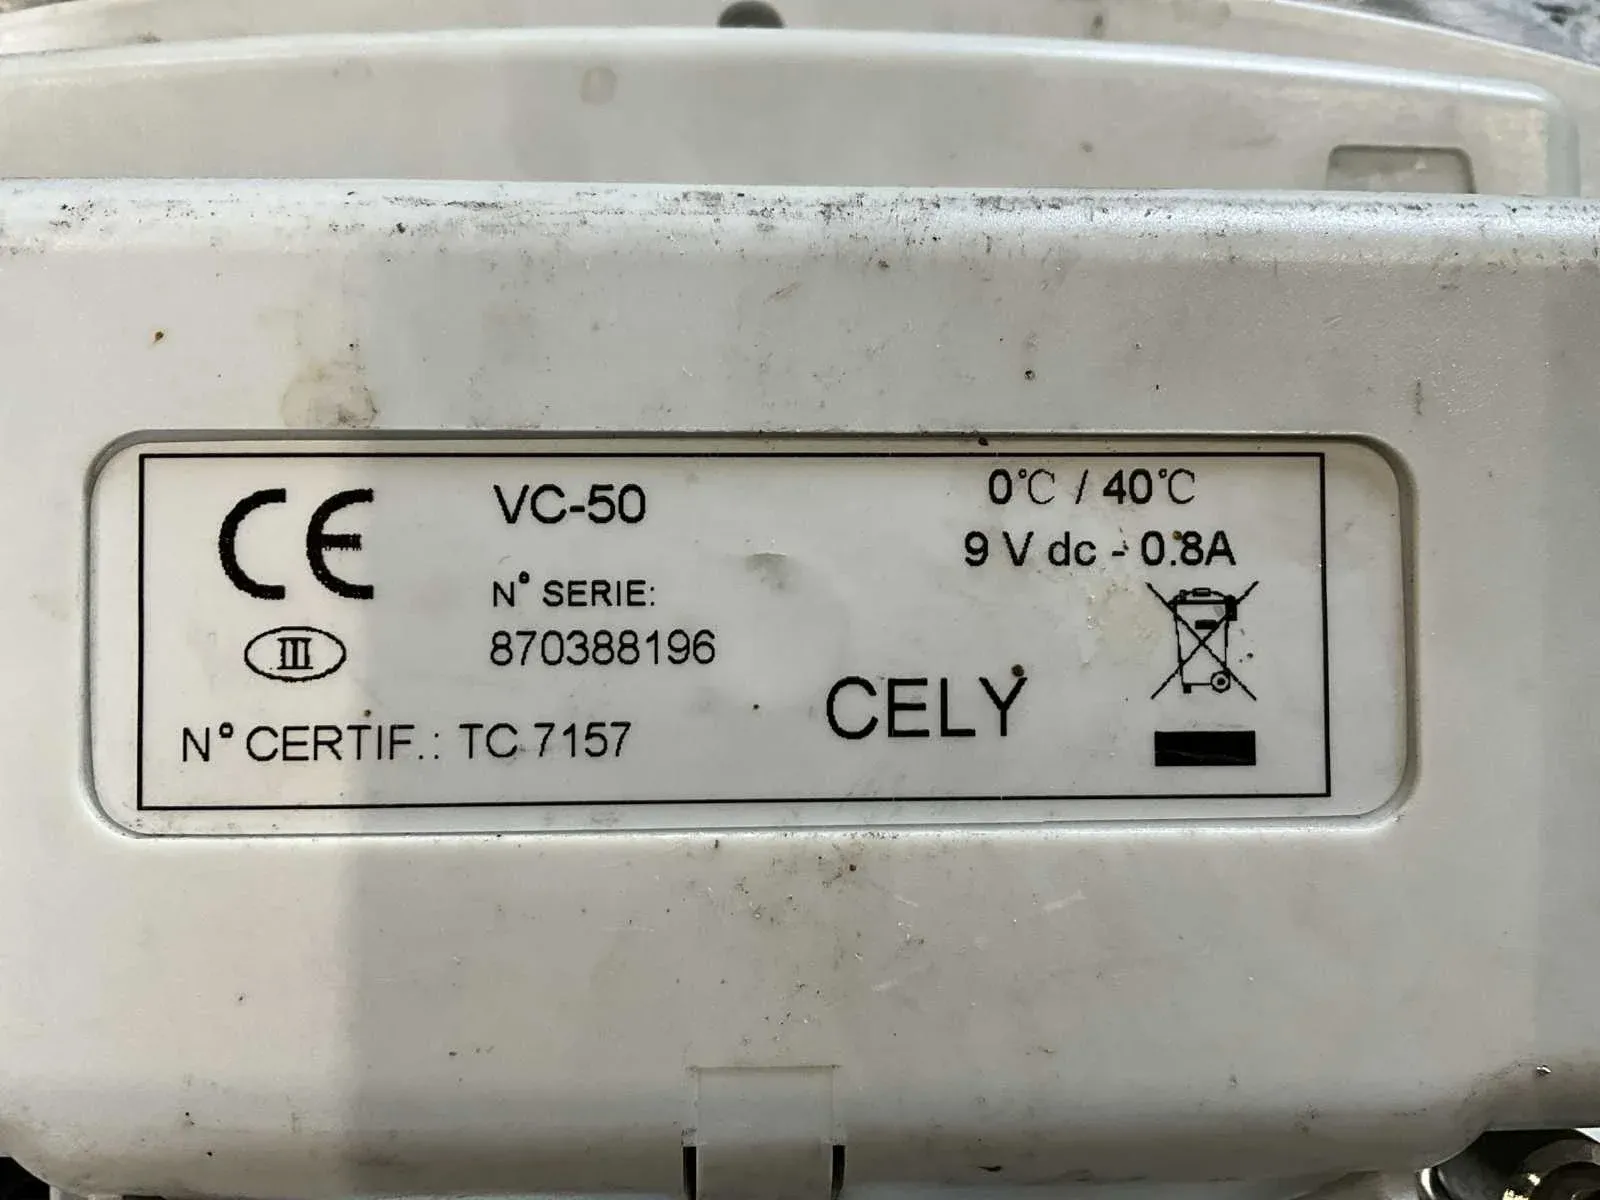 CE
VC-50
0℃ / 40℃
9 V dc - 0.8A
N° SERIE:
870388196
III
CELY
N° CERTIF.: TC 7157